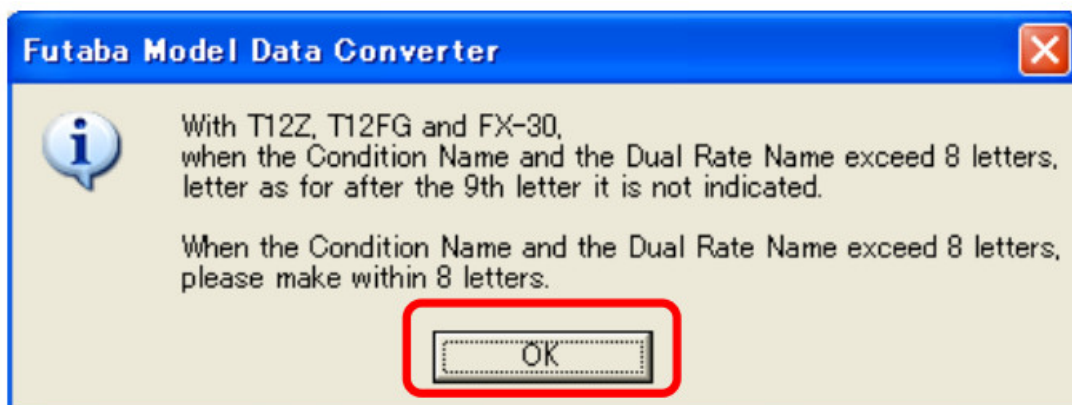 Futaba Model Data Converter
With T12Z, T12FG and FX-30,
when the Condition Name and the Dual Rate Name exceed 8 letters,
letter as for after the 9th letter it is not indicated.
When the Condition Name and the Dual Rate Name exceed 8 letters,
please make within 8 letters.
OK